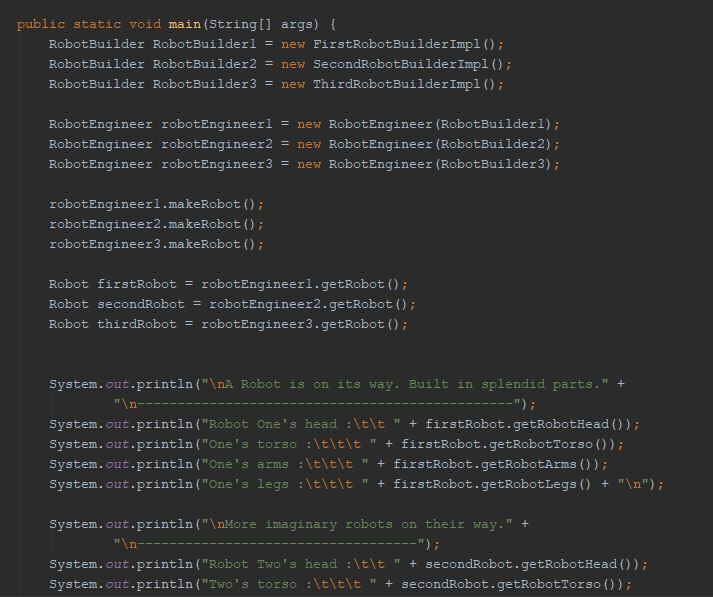 public static void main(String[] args) {
RobotBuilder RobotBuilder1 = new FirstRobotBuilderImpl();
RobotBuilder RobotBuilder2 = new SecondRobotBuilderImpl();
RobotBuilder RobotBuilder3 = new ThirdRobotBuilderImpl();
RobotEngineer robotEngineer1 = new RobotEngineer(RobotBuilder1);
RobotEngineer robotEngineer2 = new RobotEngineer(RobotBuilder2);
RobotEngineer robotEngineer3 = new RobotEngineer(RobotBuilder3);
robotEngineer1.makeRobot();
robotEngineer2.makeRobot();
robotEngineer3.makeRobot();
Robot firstRobot = robotEngineer1.getRobot();
Robot secondRobot = robotEngineer2.getRobot();
Robot thirdRobot = robotEngineer3.getRobot();
System.out.println("\nA Robot is on its way. Built in splendid parts." +
"\n-----------------------------------------------");
System.out.println("Robot One's head :\t\t " + firstRobot.getRobotHead());
System.out.println("One's torso :\t\t\t " + firstRobot.getRobotTorso());
System.out.println("One's arms :\t\t\t " + firstRobot.getRobotArms());
System.out.println("One's legs :\t\t\t " + firstRobot.getRobotLegs() + "\n");
System.out.println("\nMore imaginary robots on their way." +
"\n-----------------------------------");
System.out.println("Robot Two's head :\t\t " + secondRobot.getRobotHead());
System.out.println("Two's torso :\t\t\t " + secondRobot.getRobotTorso());